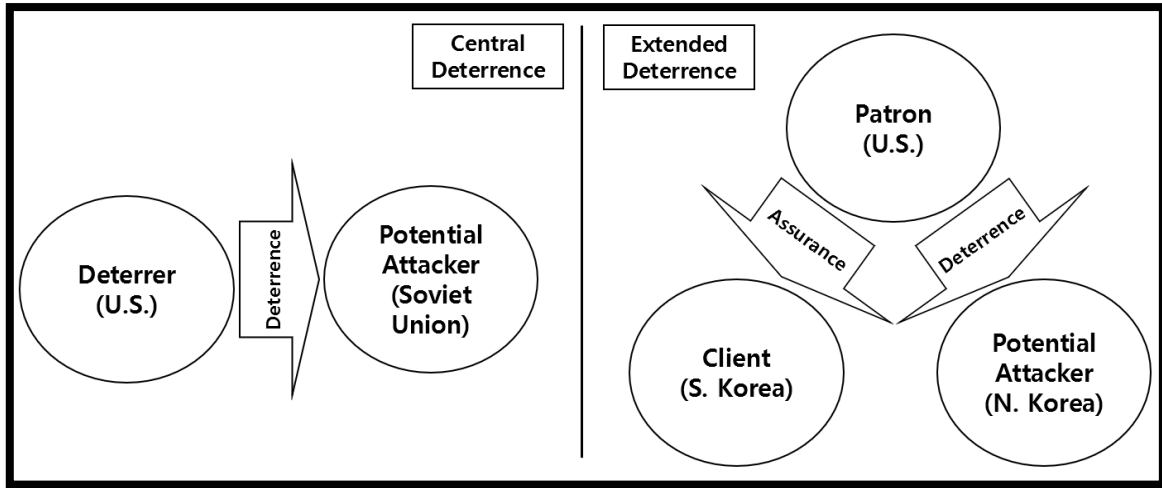 Central
Deterrence
Deterrer
(U.S.)
Deterrence
Potential
Attacker
(Soviet
Union)
Extended
Deterrence
Patron
(U.S.)
Assurance
Deterrence
Client
(S. Korea)
Potential
Attacker
(N. Korea)